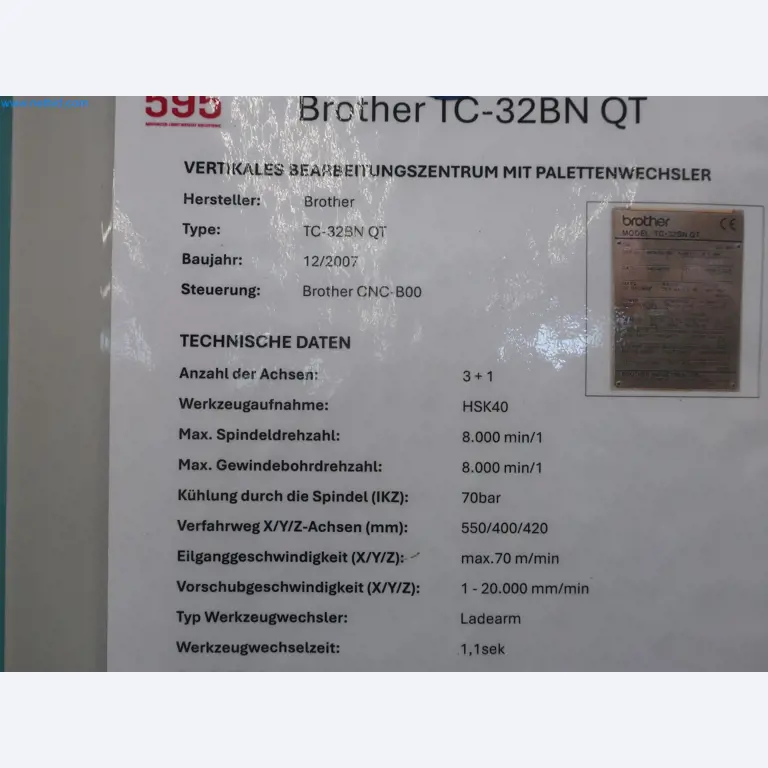 595
Brother TC-32BN QT
VERTIKALES BEARBEITUNGSZENTRUM MIT PALETTENWECHSLER
Hersteller: Brother
Type: TC-32BN QT
Baujahr: 12/2007
Steuerung: Brother CNC-B00
brother CE
MODEL TC-32BN QT
TECHNISCHE DATEN
Anzahl der Achsen: 3 + 1
Werkzeugaufnahme: HSK40
Max. Spindeldrehzahl: 8.000 min/1
Max. Gewindebohrdrehzahl: 8.000 min/1
Kühlung durch die Spindel (IKZ): 70bar
Verfahrweg X/Y/Z-Achsen (mm): 550/400/420
Eilganggeschwindigkeit (X/Y/Z): max.70 m/min
Vorschubgeschwindigkeit (X/Y/Z): 1 - 20.000 mm/min
Typ Werkzeugwechsler: Ladearm
Werkzeugwechselzeit: 1,1sek